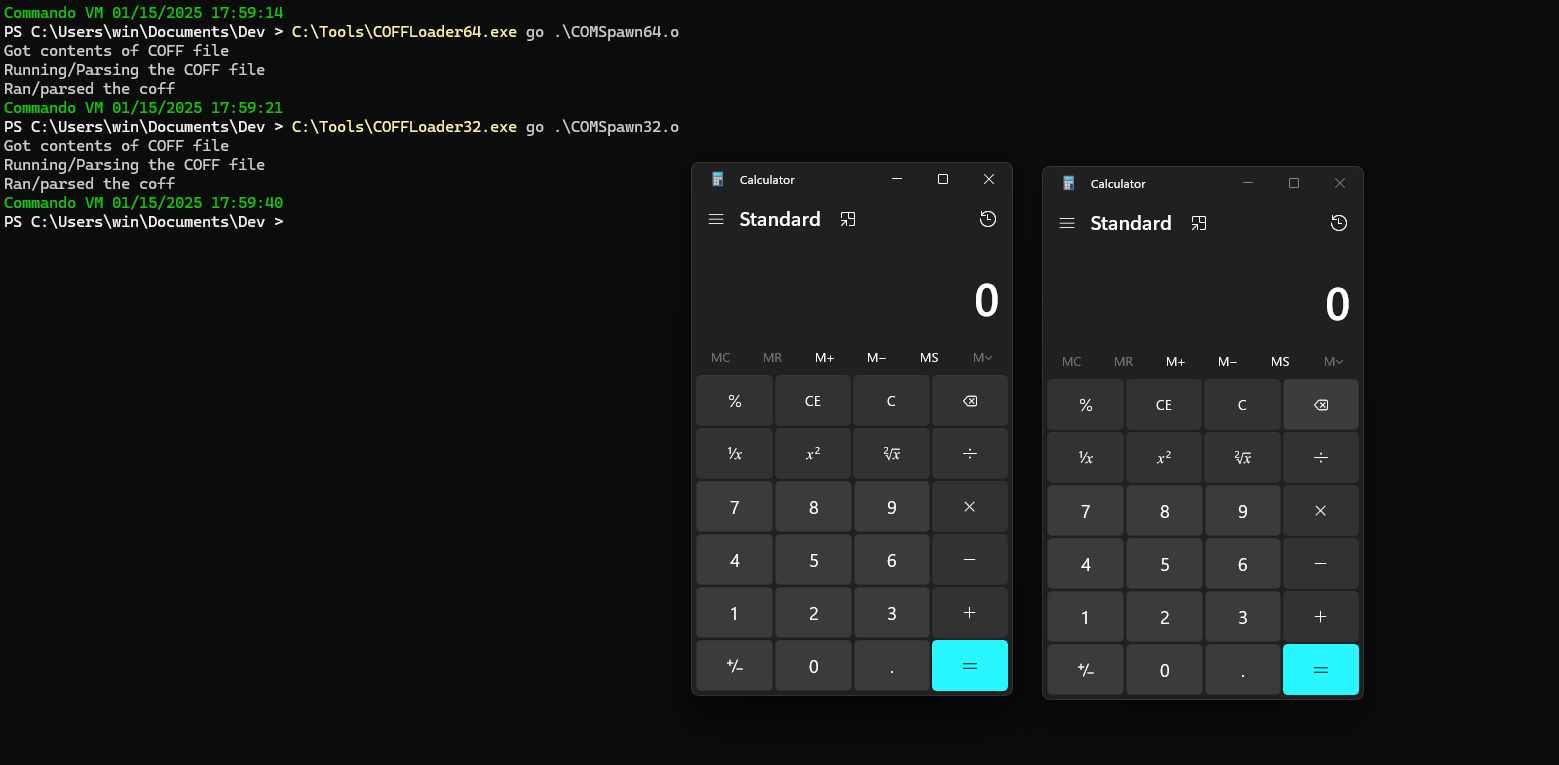 Commando VM 01/15/2025 17:59:14
PS C:\Users\win\Documents\Dev > C:\Tools\COFFLoader64.exe go .\COMSpawn64.o
Got contents of COFF file
Running/Parsing the COFF file
Ran/parsed the coff
Commando VM 01/15/2025 17:59:21
PS C:\Users\win\Documents\Dev > C:\Tools\COFFLoader32.exe go .\COMSpawn32.o
Got contents of COFF file
Running/Parsing the COFF file
Ran/parsed the coff
Commando VM 01/15/2025 17:59:40
PS C:\Users\win\Documents\Dev >
Calculator
Standard
0
MC MR M+ M− MS M
% CE C
¹/x x² ²√x ÷
7 8 9 ×
4 5 6 −
1 2 3 +
+/− 0 . =
Calculator
Standard
0
MC MR M+ M− MS M
% CE C
¹/x x² ²√x ÷
7 8 9 ×
4 5 6 −
1 2 3 +
+/− 0 . =